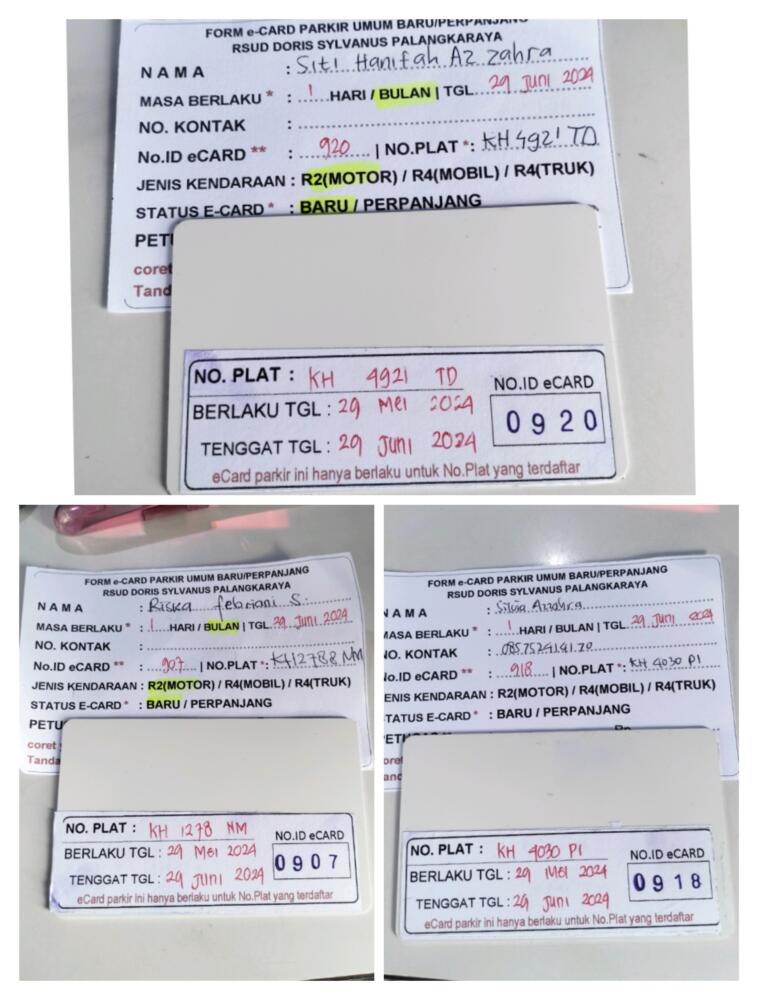 FORM e-CARD PARKIR UMUM BARU/PERPANJANG
RSUD DORIS SYLVANUS PALANGKARAYA
NAMA : Siti Hanifah Az zahra
MASA BERLAKU * : 1 HARI / BULAN | TGL 29 Juni 2024
NO. KONTAK :
No.ID eCARD ** : 920 | NO.PLAT *: KH 4921 TD
JENIS KENDARAAN : R2(MOTOR) / R4(MOBIL) / R4(TRUK)
STATUS E-CARD * : BARU / PERPANJANG
PETU
coret
Tanda
NO. PLAT : KH 4921 TD
BERLAKU TGL : 29 Mei 2024
TENGGAT TGL : 29 Juni 2024
NO.ID eCARD
0920
eCard parkir ini hanya berlaku untuk No.Plat yang terdaftar
FORM e-CARD PARKIR UMUM BARU/PERPANJANG
RSUD DORIS SYLVANUS PALANGKARAYA
NAMA : Riska febriani S.
MASA BERLAKU * : 1 HARI / BULAN | TGL 29 Juni 2024
NO. KONTAK :
No.ID eCARD ** : 907 | NO.PLAT *:
JENIS KENDARAAN : R2(MOTOR) / R4(MOBIL) / R4(TRUK)
STATUS E-CARD * : BARU / PERPANJANG
PETU
coret
Tanda
NO. PLAT : KH 1278 NM
BERLAKU TGL : 29 Mei 2024
TENGGAT TGL : 29 Juni 2024
NO.ID eCARD
0907
eCard parkir ini hanya berlaku untuk No.Plat yang terdaftar
FORM e-CARD PARKIR UMUM BARU/PERPANJANG
RSUD DORIS SYLVANUS PALANGKARAYA
NAMA : Silvia Azzahra
MASA BERLAKU * : 1 HARI / BULAN | TGL 29 Juni 2024
NO. KONTAK :
No.ID eCARD ** : 918 | NO.PLAT *: KH 4030 PI
JENIS KENDARAAN : R2(MOTOR) / R4(MOBIL) / R4(TRUK)
STATUS E-CARD * : BARU / PERPANJANG
NO. PLAT : KH 4030 PI
BERLAKU TGL : 29 Mei 2024
TENGGAT TGL : 29 Juni 2024
NO.ID eCARD
0918
eCard parkir ini hanya berlaku untuk No.Plat yang terdaftar